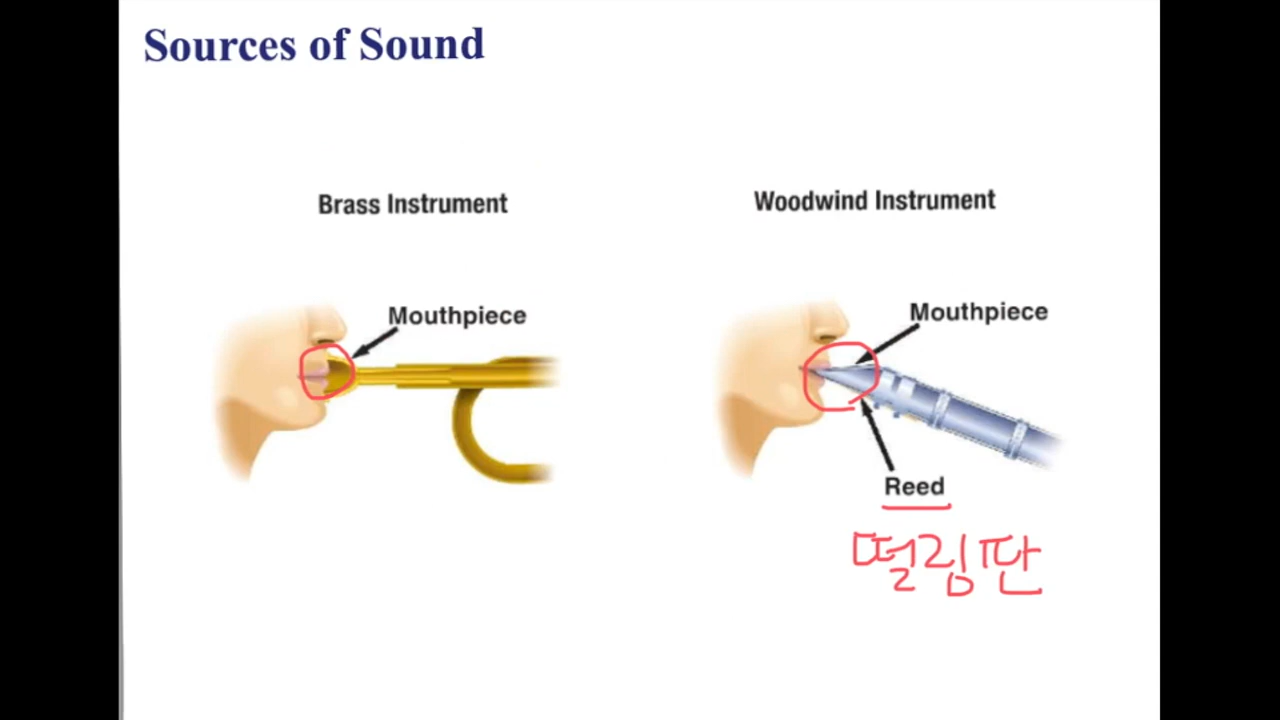 Sources of Sound
Brass Instrument
Woodwind Instrument
Mouthpiece
Mouthpiece
Reed
떨림판